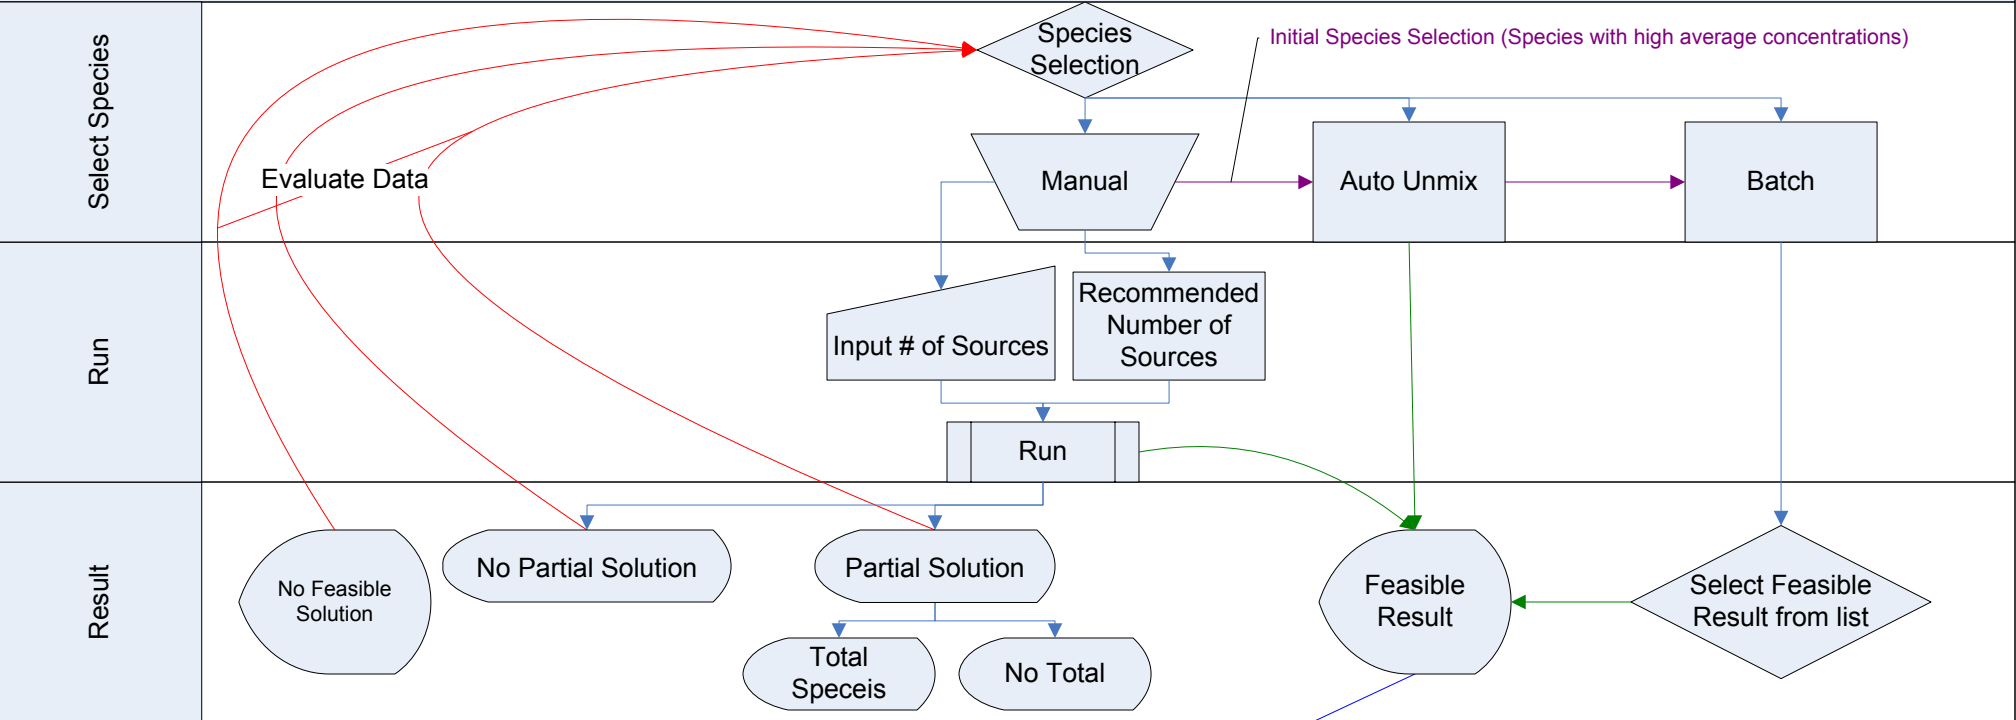 Select Species
Species
Selection
Initial Species Selection (Species with high average concentrations)
Evaluate Data
Manual
Auto Unmix
Batch
Run
Input # of Sources
Recommended
Number of
Sources
Run
Result
No Feasible
Solution
No Partial Solution
Partial Solution
Feasible
Result
Select Feasible
Result from list
Total
Speceis
No Total